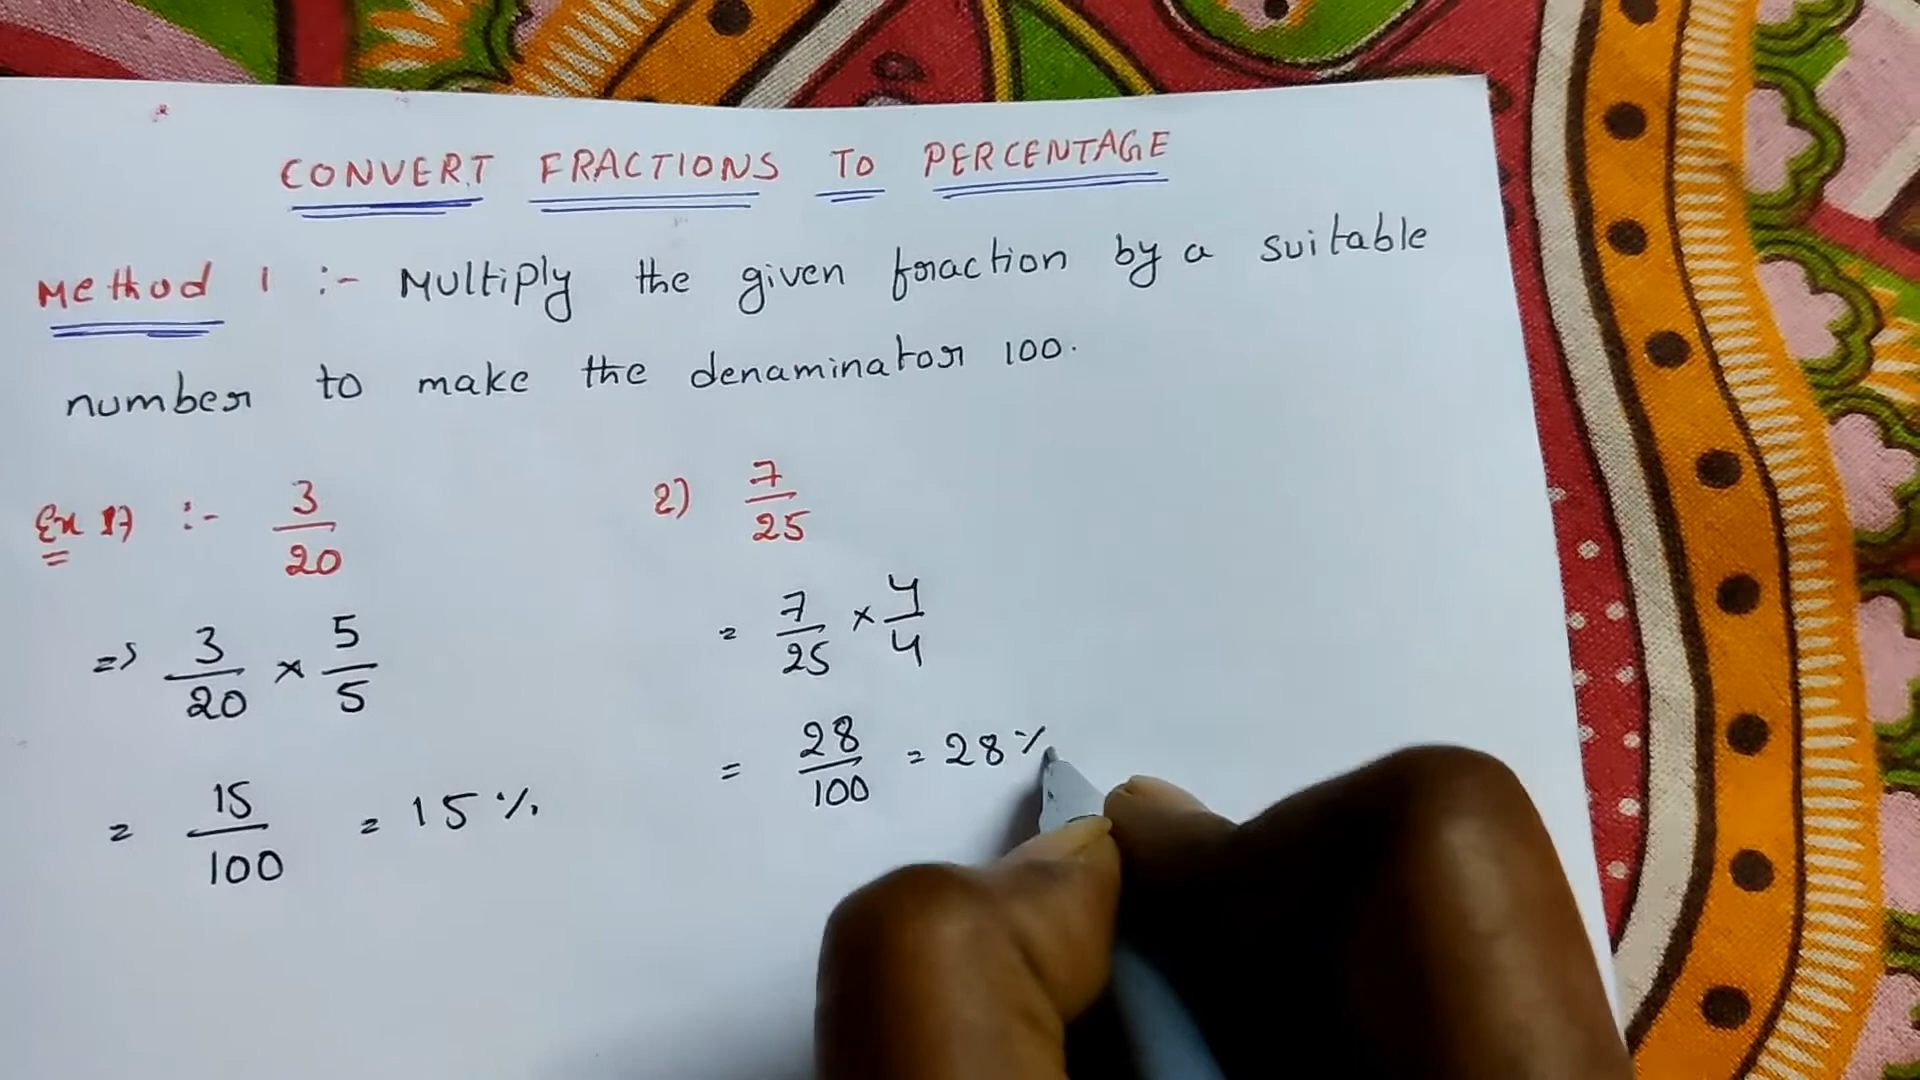 CONVERT FRACTIONS TO PERCENTAGE
Method 1 :- Multiply the given fraction by a suitable
number to make the denaminator 100.
Ex 1) :- 3/20
=> 3/20 × 5/5
= 15/100 = 15%
2) 7/25
= 7/25 × 4/4
= 28/100 = 28%